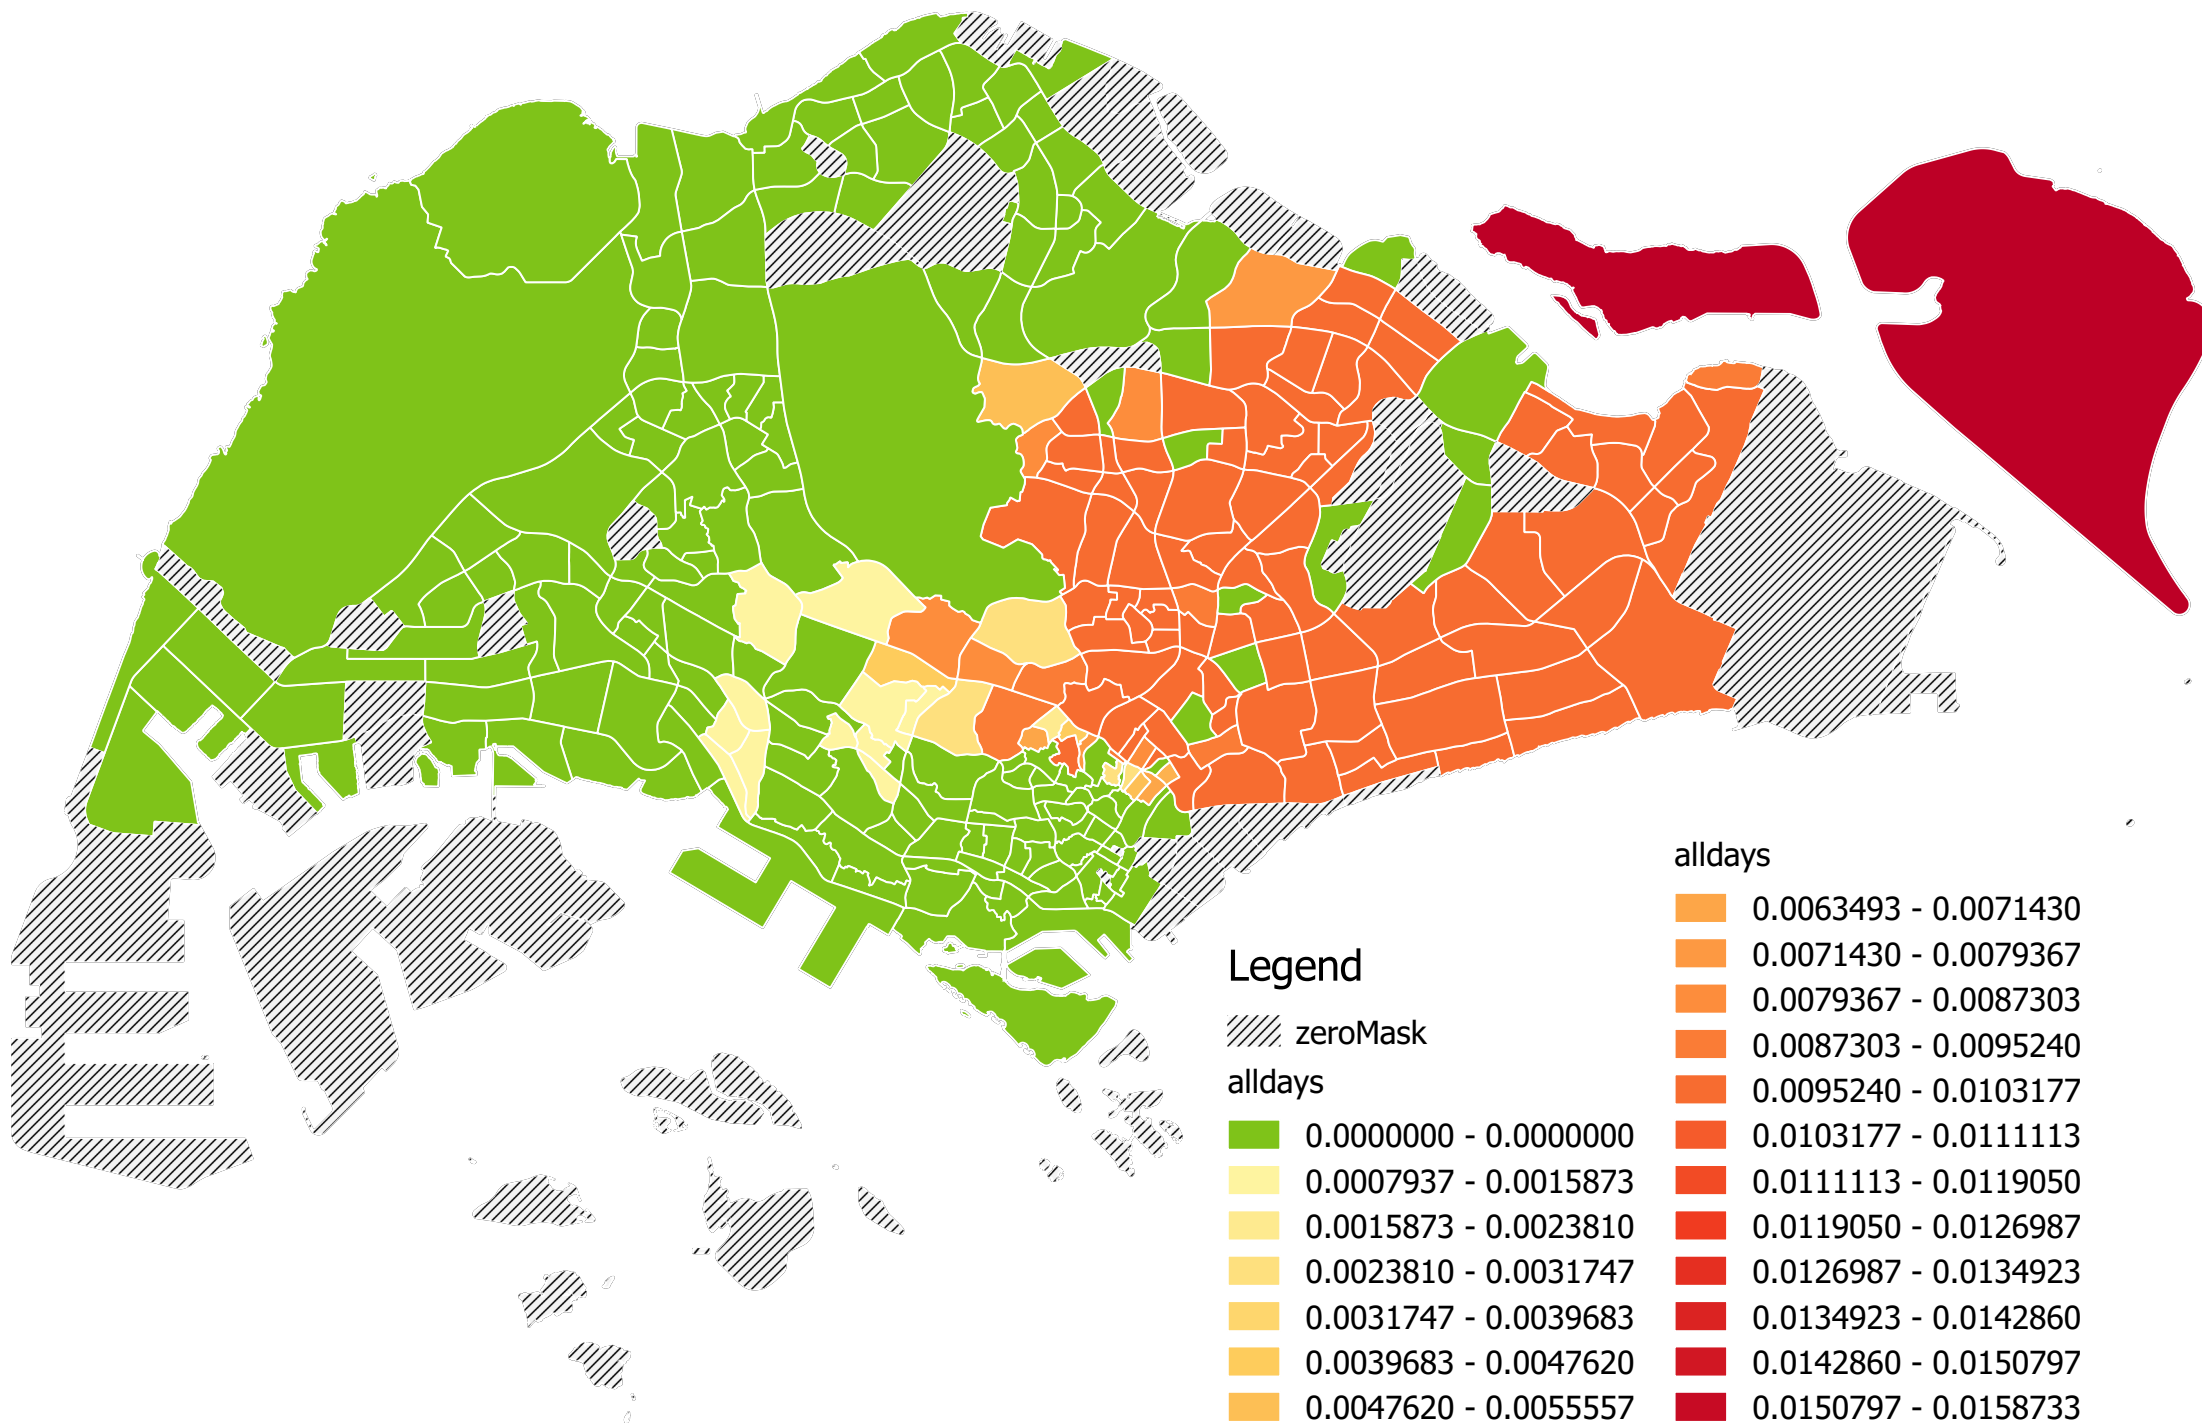 Legend
zeroMask
alldays
0.0000000 - 0.0000000
0.0007937 - 0.0015873
0.0015873 - 0.0023810
0.0023810 - 0.0031747
0.0031747 - 0.0039683
0.0039683 - 0.0047620
0.0047620 - 0.0055557
alldays
0.0063493 - 0.0071430
0.0071430 - 0.0079367
0.0079367 - 0.0087303
0.0087303 - 0.0095240
0.0095240 - 0.0103177
0.0103177 - 0.0111113
0.0111113 - 0.0119050
0.0119050 - 0.0126987
0.0126987 - 0.0134923
0.0134923 - 0.0142860
0.0142860 - 0.0150797
0.0150797 - 0.0158733